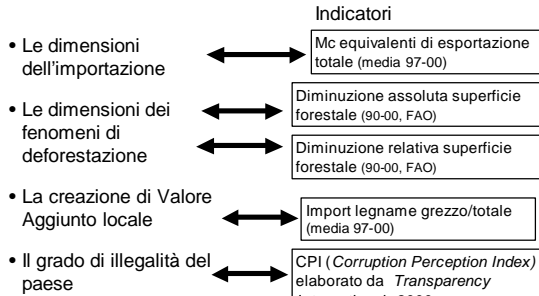 Indicatori
• Le dimensioni
dell'importazione
Mc equivalenti di esportazione
totale (media 97-00)
• Le dimensioni dei
fenomeni di
deforestazione
Diminuzione assoluta superficie
forestale (90-00, FAO)
Diminuzione relativa superficie
forestale (90-00, FAO)
• La creazione di Valore
Aggiunto locale
Import legname grezzo/totale
(media 97-00)
• Il grado di illegalità del
paese
CPI (Corruption Perception Index)
elaborato da Transparency